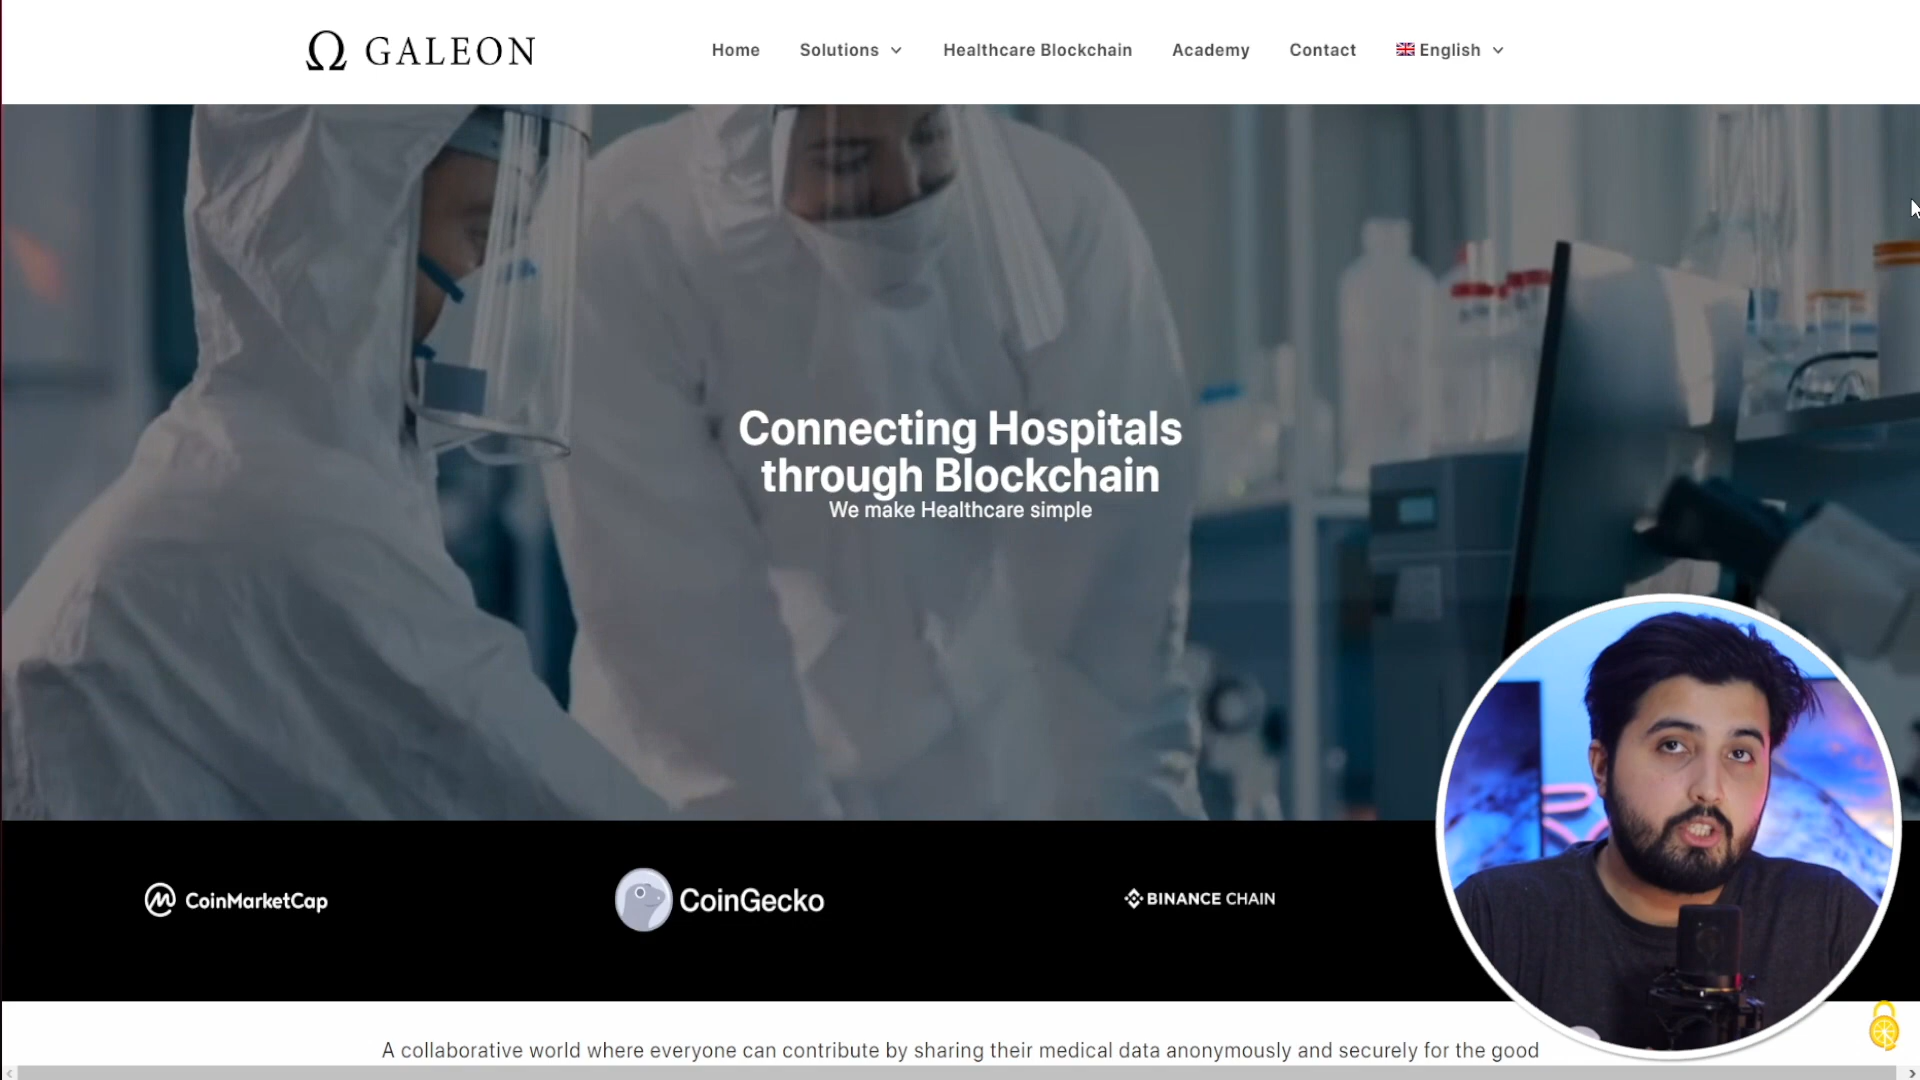 GALEON
Home
Solutions
Healthcare Blockchain
Academy
Contact
English
Connecting Hospitals
through Blockchain
We make Healthcare simple
CoinMarketCap
CoinGecko
BINANCE CHAIN
A collaborative world where everyone can contribute by sharing their medical data anonymously and securely for the good